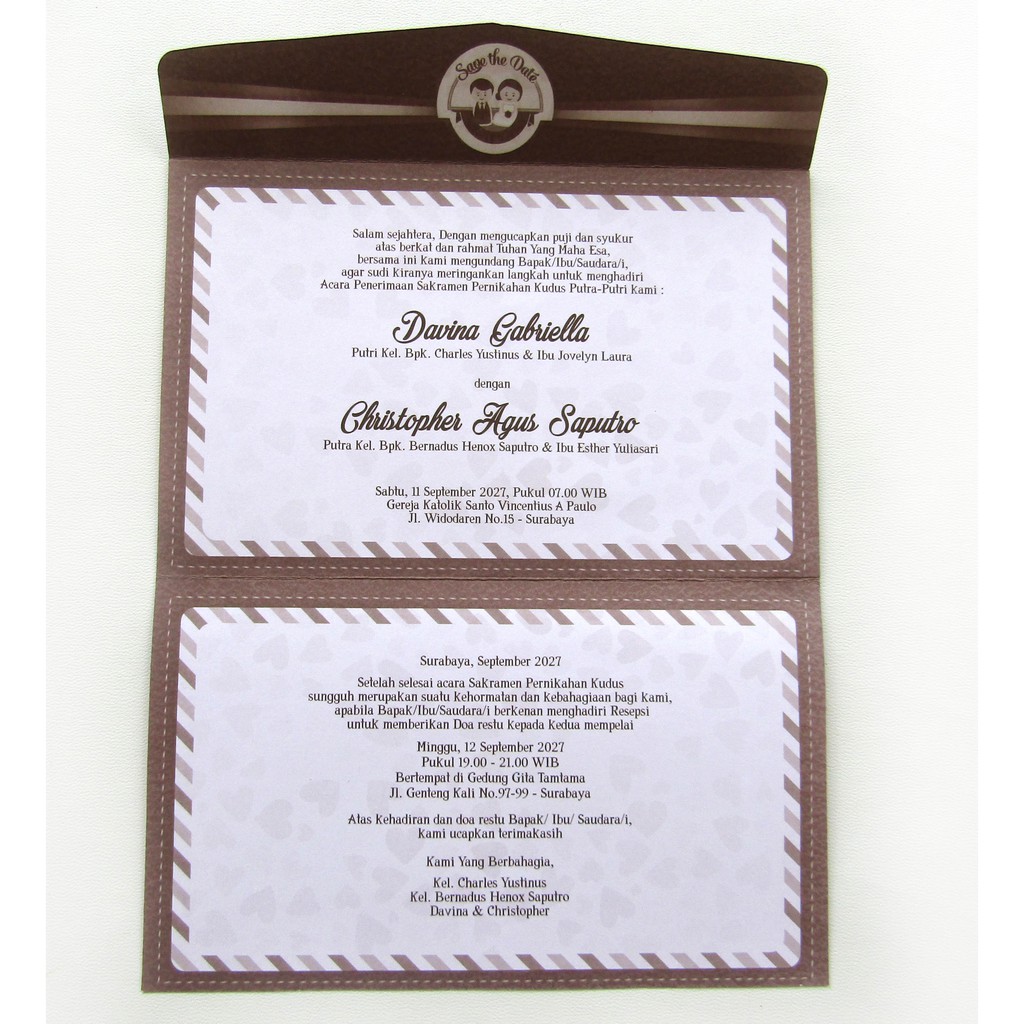 Save the Date
Salam sejahtera, Dengan mengucapkan puji dan syukur
atas berkat dan rahmat Tuhan Yang Maha Esa,
bersama ini Kami mengundang Bapak/Ibu/Saudara/i,
agar sudi Kiranya meringankan langkah untuk menghadiri
Acara Penerimaan Sakramen Pernikahan Kudus Putra-Putri Kami :
Davina Gabriella
Putri Kel. Bpk. Charles Yustinus & Ibu Jovelyn Laura
dengan
Christopher Agus Saputro
Putra Kel. Bpk. Bernadus Henox Saputro & Ibu Esther Yuliasari
Sabtu, 11 September 2027, Pukul 07.00 WIB
Gereja Katolik Santo Vincentius A Paulo
Jl. Widodaren No.15 - Surabaya
Surabaya, September 2027
Setelah selesai acara Sakramen Pernikahan Kudus
sungguh merupakan suatu kehormatan dan kebahagiaan bagi kami,
apabila Bapak/Ibu/Saudara/i berkenan menghadiri Resepsi
untuk memberikan Doa restu Kepada Kedua mempelai
Minggu, 12 September 2027
Pukul 19.00 - 21.00 WIB
Bertempat di Gedung Gita Tamtama
Jl. Genteng Kali No.97-99 - Surabaya
Atas Kehadiran dan doa restu Bapak/ Ibu/ Saudara/i,
Kami ucapkan terimakasih
Kami Yang Berbahagia,
Kel. Charles Yustinus
Kel. Bernadus Henox Saputro
Davina & Christopher